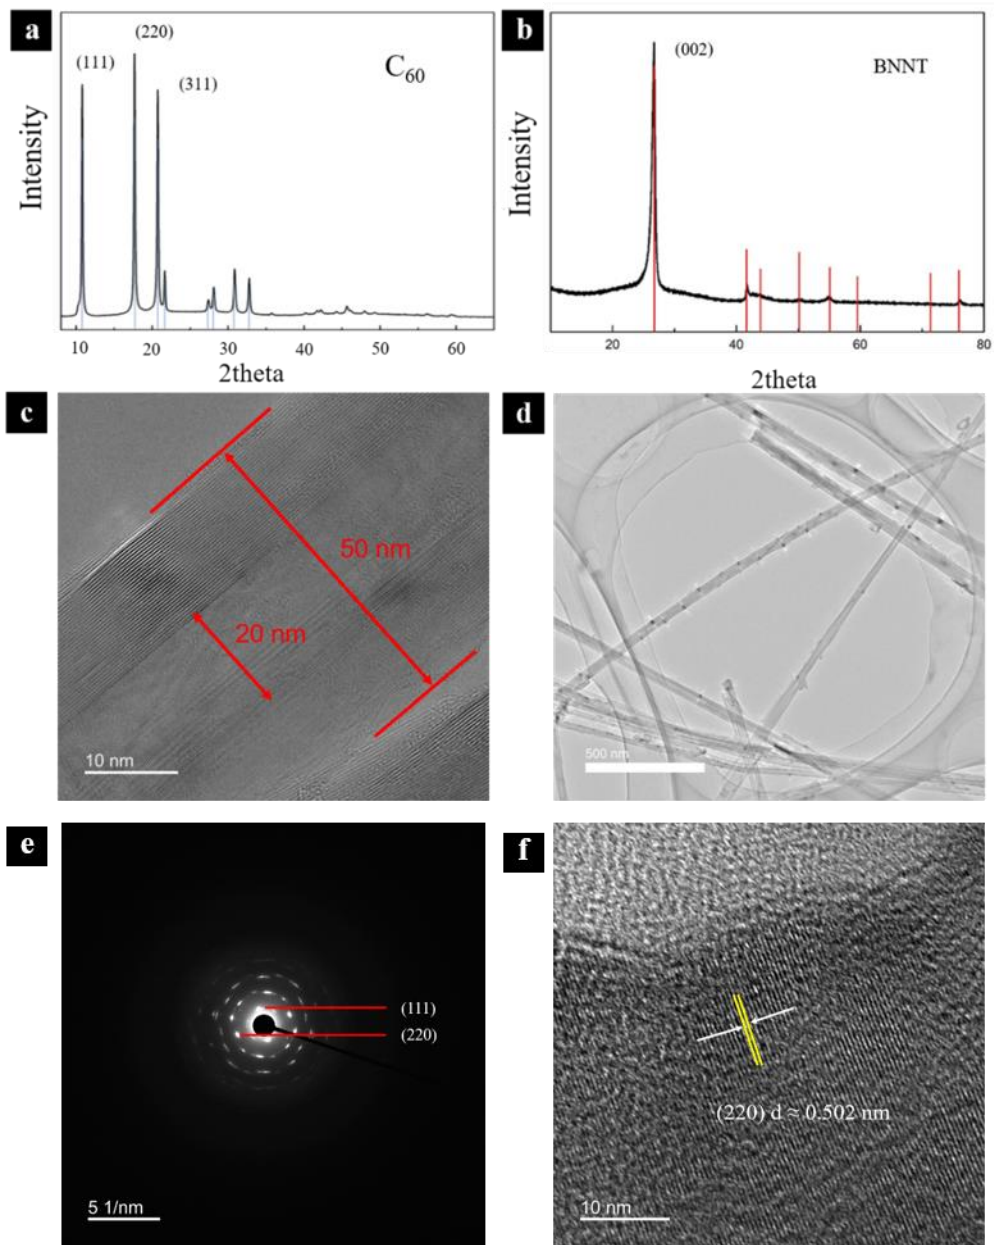 a
(111)
(220)
(311)
C60
Intensity
10 20 30 40 50 60
2theta
b
(002)
BNNT
Intensity
20 40 60 80
2theta
c
50 nm
20 nm
10 nm
d
500 nm
e
(111)
(220)
5 1/nm
f
(220) d ≈ 0.502 nm
10 nm